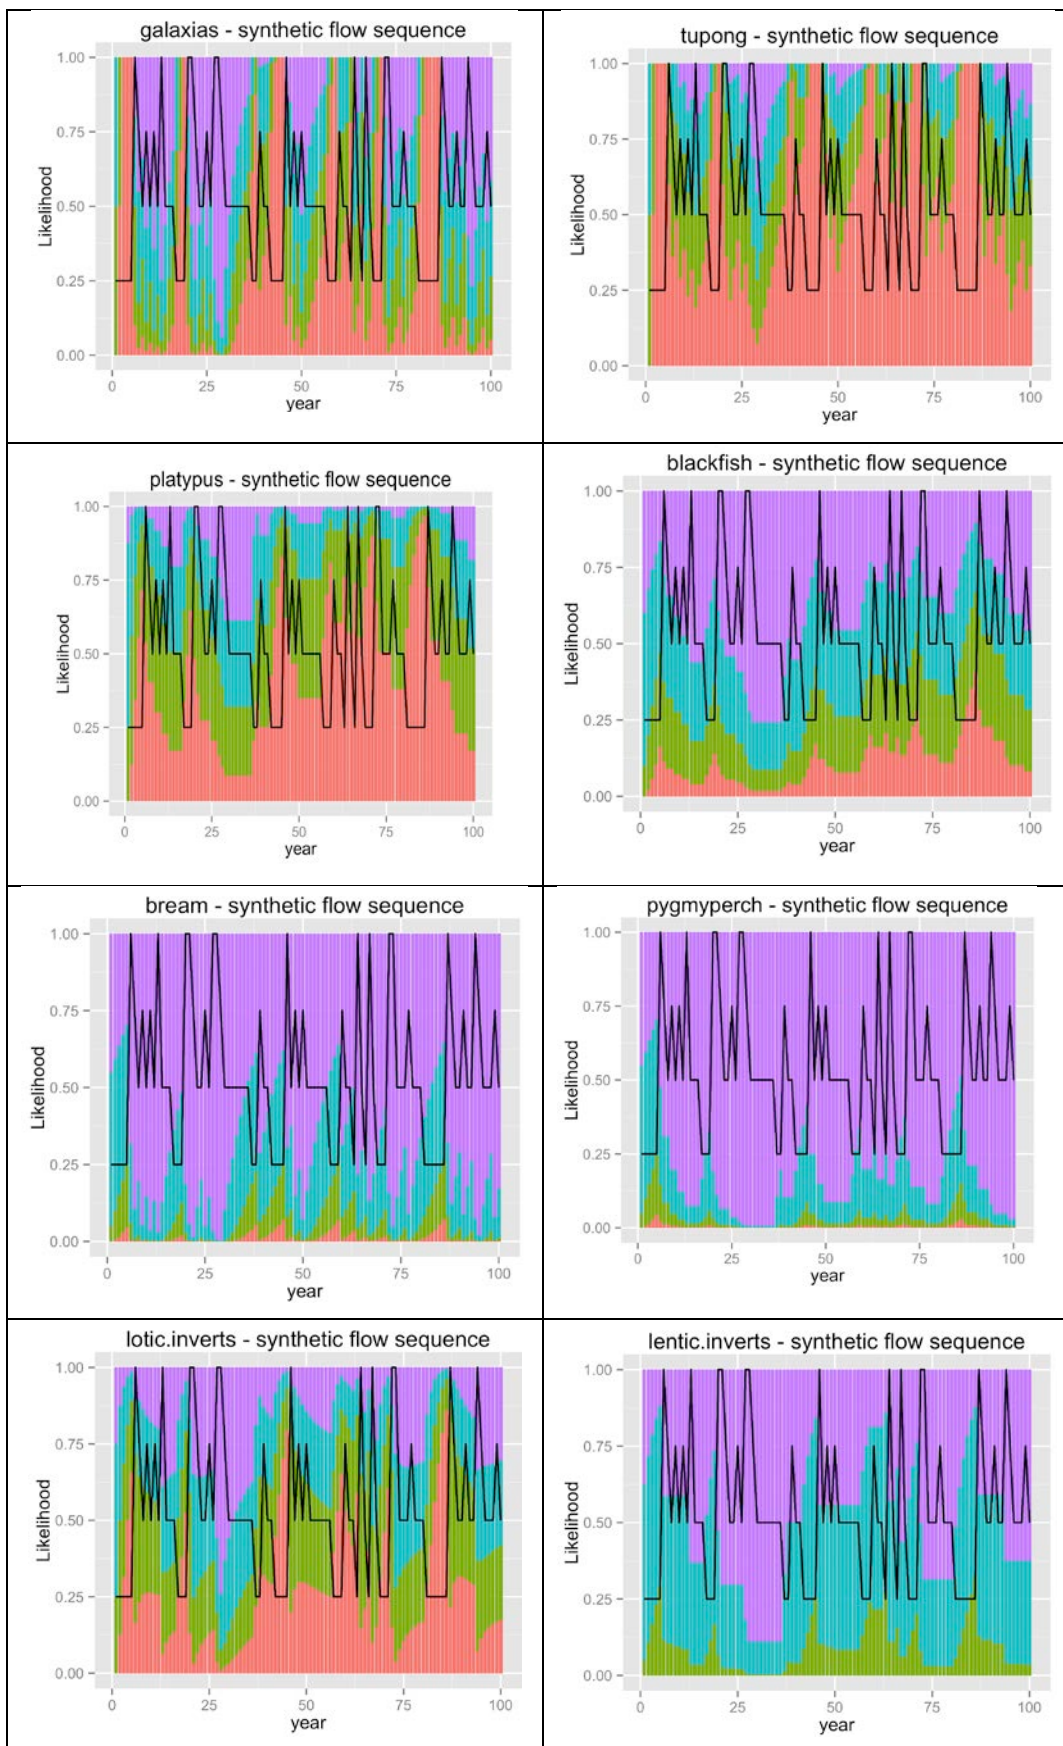 galaxias - synthetic flow sequence
1.00
0.75
0.50
0.25
0.00
Likelihood
0 25 50 75 100
year
tupong - synthetic flow sequence
1.00
0.75
0.50
0.25
0.00
Likelihood
0 25 50 75 100
year
platypus - synthetic flow sequence
1.00
0.75
0.50
0.25
0.00
Likelihood
0 25 50 75 100
year
blackfish - synthetic flow sequence
1.00
0.75
0.50
0.25
0.00
Likelihood
0 25 50 75 100
year
bream - synthetic flow sequence
1.00
0.75
0.50
0.25
0.00
Likelihood
0 25 50 75 100
year
pygmyperch - synthetic flow sequence
1.00
0.75
0.50
0.25
0.00
Likelihood
0 25 50 75 100
year
lotic.inverts - synthetic flow sequence
1.00
0.75
0.50
0.25
0.00
Likelihood
0 25 50 75 100
year
lentic.inverts - synthetic flow sequence
1.00
0.75
0.50
0.25
0.00
Likelihood
0 25 50 75 100
year